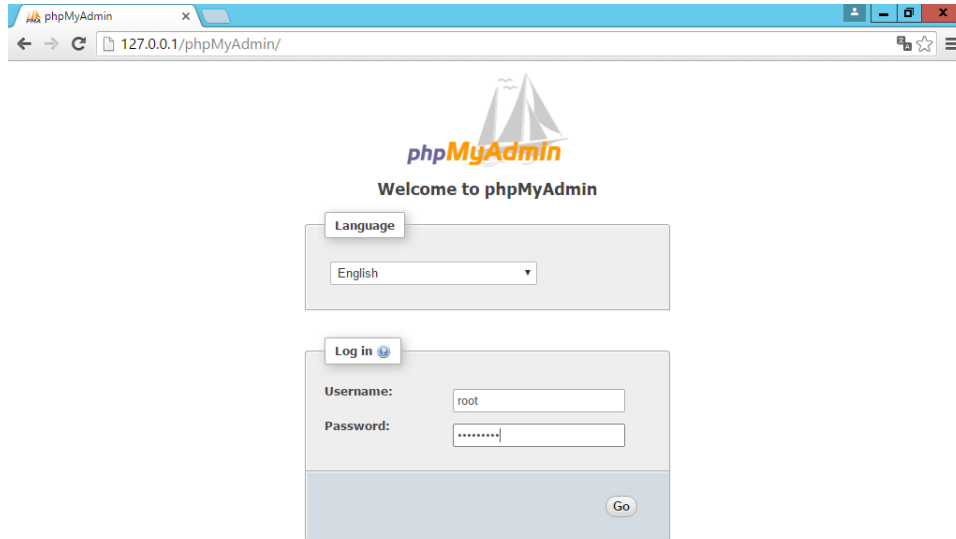 phpMyAdmin
127.0.0.1/phpMyAdmin/
phpMyAdmin
Welcome to phpMyAdmin
Language
English
Log in
Username:
root
Password:
•••••••••
Go